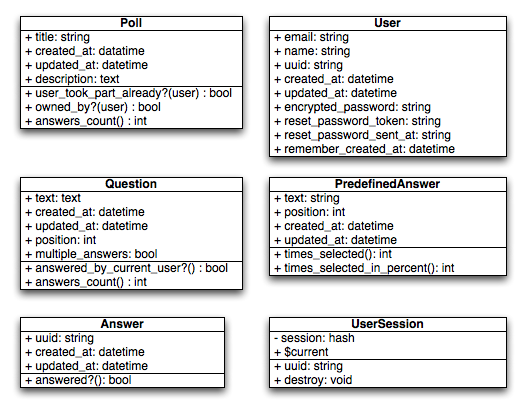 Poll
+ title: string
+ created_at: datetime
+ updated_at: datetime
+ description: text
+ user_took_part_already?(user) : bool
+ owned_by?(user) : bool
+ answers_count() : int
User
+ email: string
+ name: string
+ uuid: string
+ created_at: datetime
+ updated_at: datetime
+ encrypted_password: string
+ reset_password_token: string
+ reset_password_sent_at: string
+ remember_created_at: datetime
Question
+ text: text
+ created_at: datetime
+ updated_at: datetime
+ position: int
+ multiple_answers: bool
+ answered_by_current_user?() : bool
+ answers_count() : int
PredefinedAnswer
+ text: string
+ position: int
+ created_at: datetime
+ updated_at: datetime
+ times_selected(): int
+ times_selected_in_percent(): int
Answer
+ uuid: string
+ created_at: datetime
+ updated_at: datetime
+ answered?(): bool
UserSession
- session: hash
+ $current
+ uuid: string
+ destroy: void